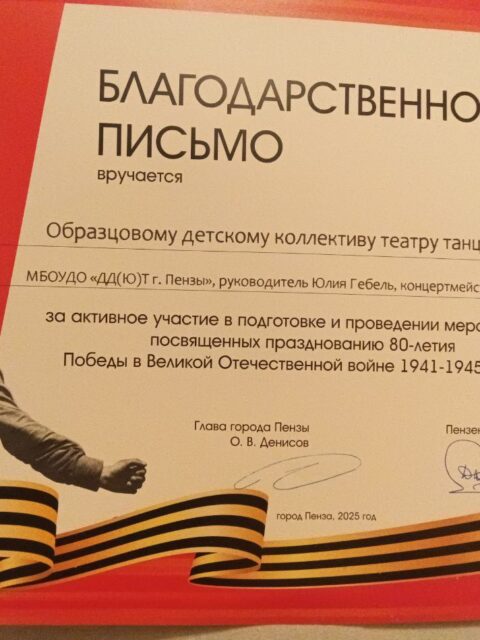 БЛАГОДАРСТВЕННО
ПИСЬМО
вручается
Образцовому детскому коллективу театру танц
МБОУДО «ДД(Ю)Т г. Пензы», руководитель Юлия Гебель, концертмейс
за активное участие в подготовке и проведении меро
посвященных празднованию 80-летия
Победы в Великой Отечественной войне 1941-1945
Глава города Пензы
О. В. Денисов
Пензен
город Пенза, 2025 год